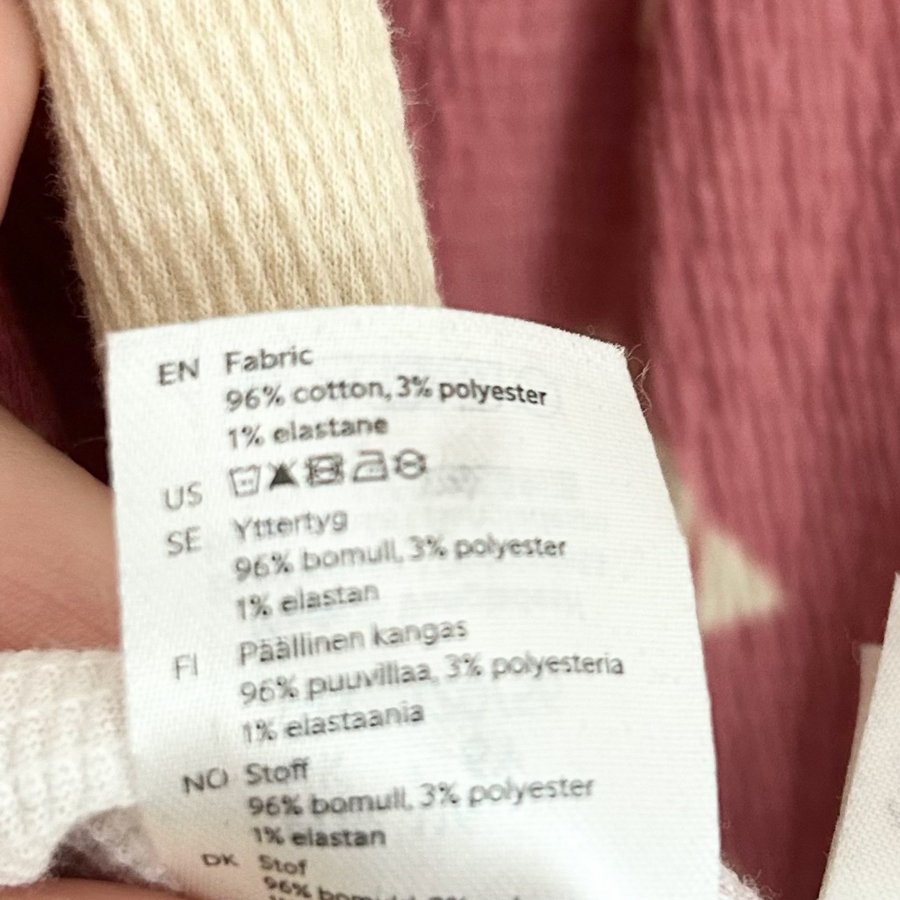 EN Fabric
96% cotton, 3% polyester
1% elastane
US
SE Yttertyg
96% bomull, 3% polyester
1% elastan
FI Päällinen kangas
96% puuvillaa, 3% polyesteria
1% elastaania
NO Stoff
96% bomull, 3% polyester
1% elastan
DK Stof
96%